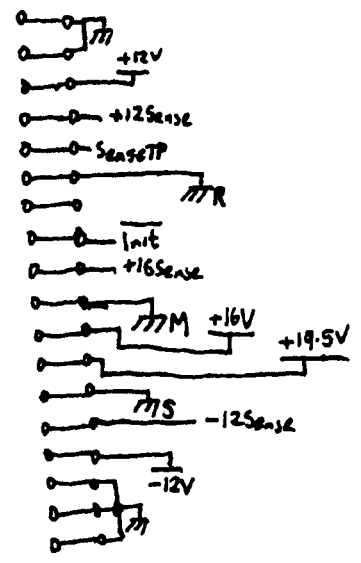 +12V
+12Sense
SenseTP
R
Init
+16Sense
M
+16V
+19.5V
S
-12Sense
-12V